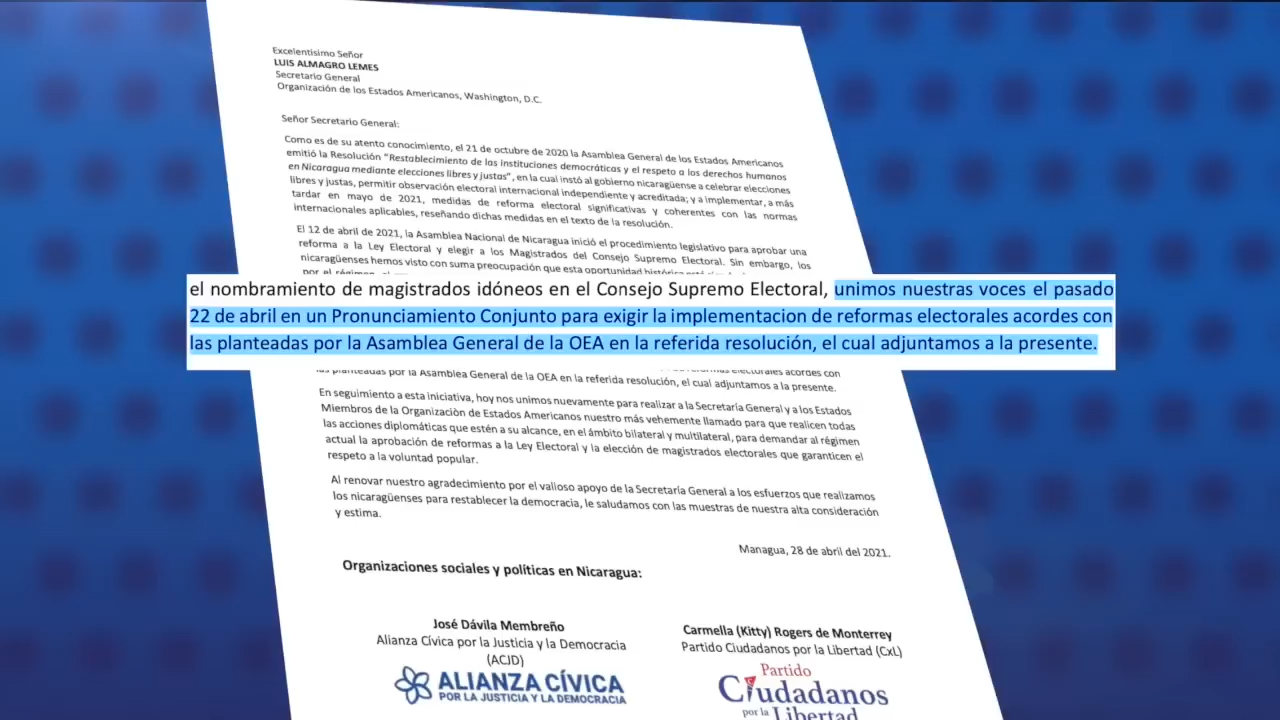 Excelentísimo Señor
LUIS ALMAGRO LEMES
Secretario General
Organización de los Estados Americanos, Washington, D.C.
Señor Secretario General:
Como es de su atento conocimiento, el 21 de octubre de 2020 la Asamblea General de los Estados Americanos
emitió la Resolución "Restablecimiento de las instituciones democráticas y el respeto a los derechos humanos
en Nicaragua mediante elecciones libres y justas", en la cual instó al gobierno nicaragüense a celebrar elecciones
libres y justas, permitir observación electoral internacional independiente y acreditada; y a implementar, a más
tardar en mayo de 2021, medidas de reforma electoral significativas y coherentes con las normas
internacionales aplicables, reseñando dichas medidas en el texto de la resolución.
El 12 de abril de 2021, la Asamblea Nacional de Nicaragua inició el procedimiento legislativo para aprobar una
reforma a la Ley Electoral y elegir a los Magistrados del Consejo Supremo Electoral. Sin embargo, los
nicaragüenses hemos visto con suma preocupación que esta oportunidad histórica
por el régimen,
el nombramiento de magistrados idóneos en el Consejo Supremo Electoral, unimos nuestras voces el pasado
22 de abril en un Pronunciamiento Conjunto para exigir la implementacion de reformas electorales acordes con
las planteadas por la Asamblea General de la OEA en la referida resolución, el cual adjuntamos a la presente.
electorales acordes con
las planteadas por la Asamblea General de la OEA en la referida resolución, el cual adjuntamos a la presente.
En seguimiento a esta iniciativa, hoy nos unimos nuevamente para realizar a la Secretaría General y a los Estados
Miembros de la Organización de Estados Americanos nuestro más vehemente llamado para que realicen todas
las acciones diplomáticas que estén a su alcance, en el ámbito bilateral y multilateral, para demandar al régimen
actual la aprobación de reformas a la Ley Electoral y la elección de magistrados electorales que garanticen el
respeto a la voluntad popular.
Al renovar nuestro agradecimiento por el valioso apoyo de la Secretaría General a los esfuerzos que realizamos
los nicaragüenses para restablecer la democracia, le saludamos con las muestras de nuestra alta consideración
y estima.
Managua, 28 de abril del 2021.
Organizaciones sociales y políticas en Nicaragua:
José Dávila Membreño
Alianza Cívica por la Justicia y la Democracia
(ACJD)
ALIANZA CÍVICA
POR LA JUSTICIA Y LA DEMOCRACIA
Carmella (Kitty) Rogers de Monterrey
Partido Ciudadanos por la Libertad (CxL)
Partido
Ciudadanos
por la Libertad